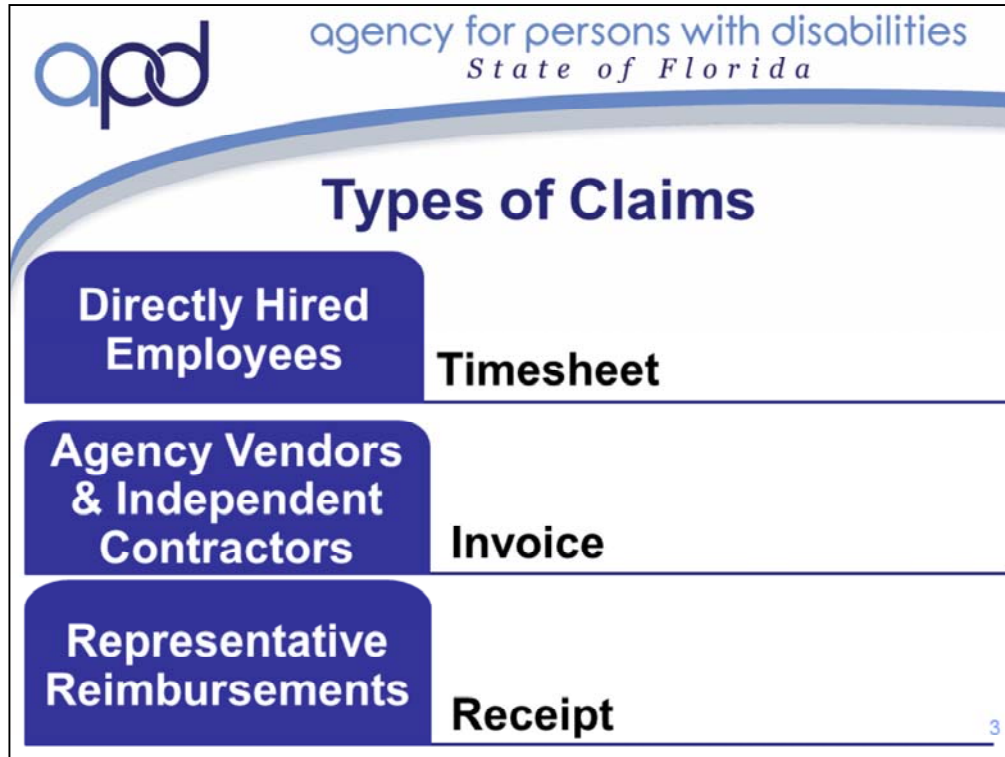 apd
agency for persons with disabilities
State of Florida
Types of Claims
Directly Hired
Employees
Timesheet
Agency Vendors
& Independent
Contractors
Invoice
Representative
Reimbursements
Receipt
3